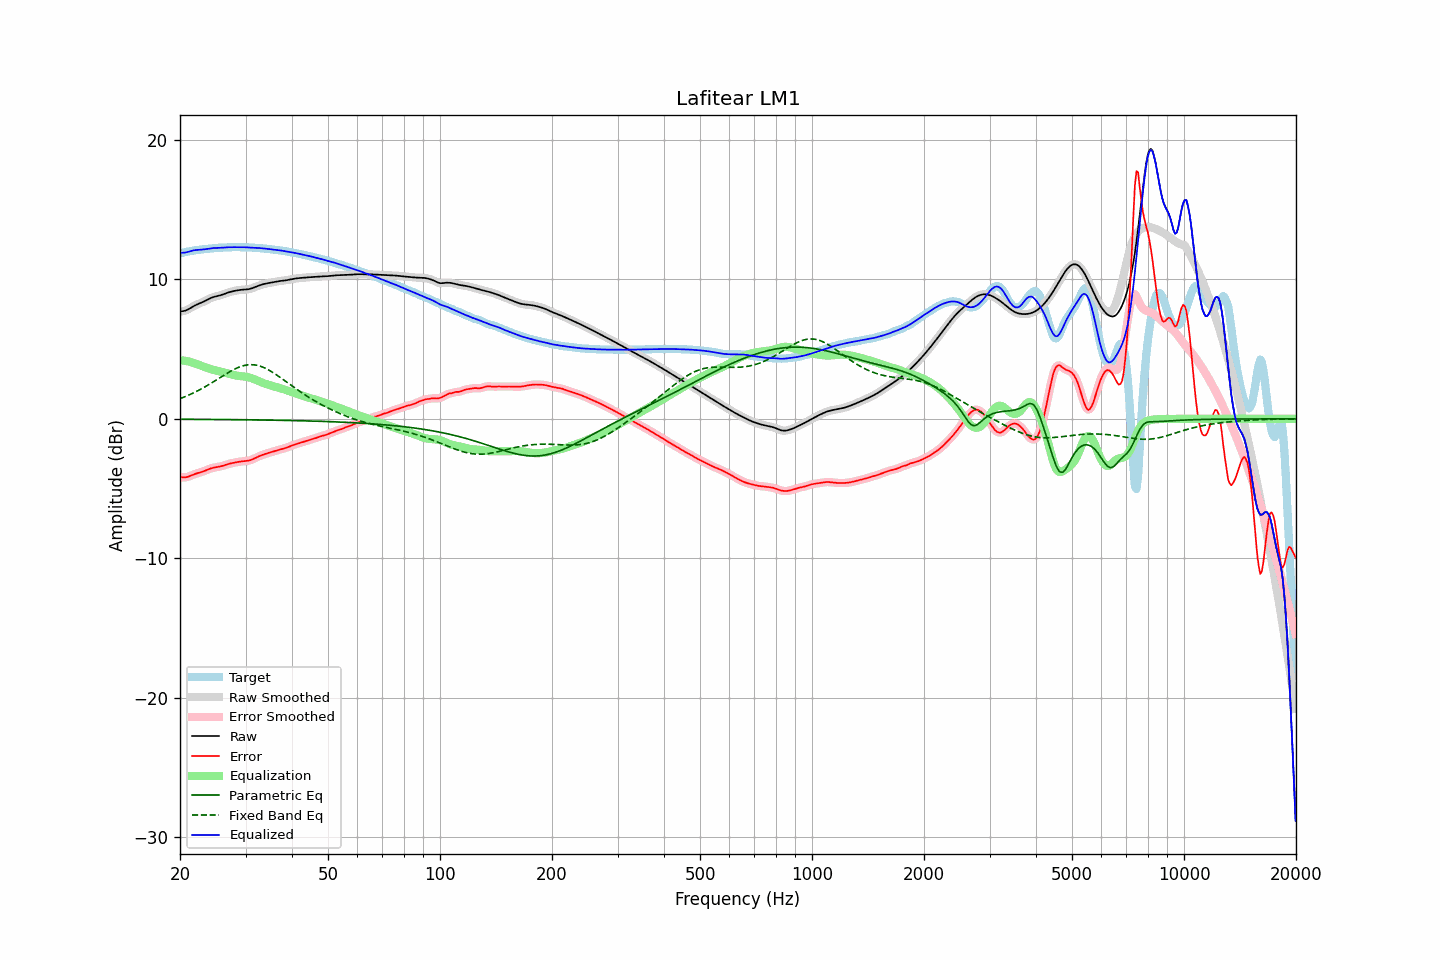 Lafitear LM1
Amplitude (dBr)
20
10
0
−10
−20
−30
Target
Raw Smoothed
Error Smoothed
Raw
Error
Equalization
Parametric Eq
Fixed Band Eq
Equalized
20 50 100 200 500 1000 2000 5000 10000 20000
Frequency (Hz)